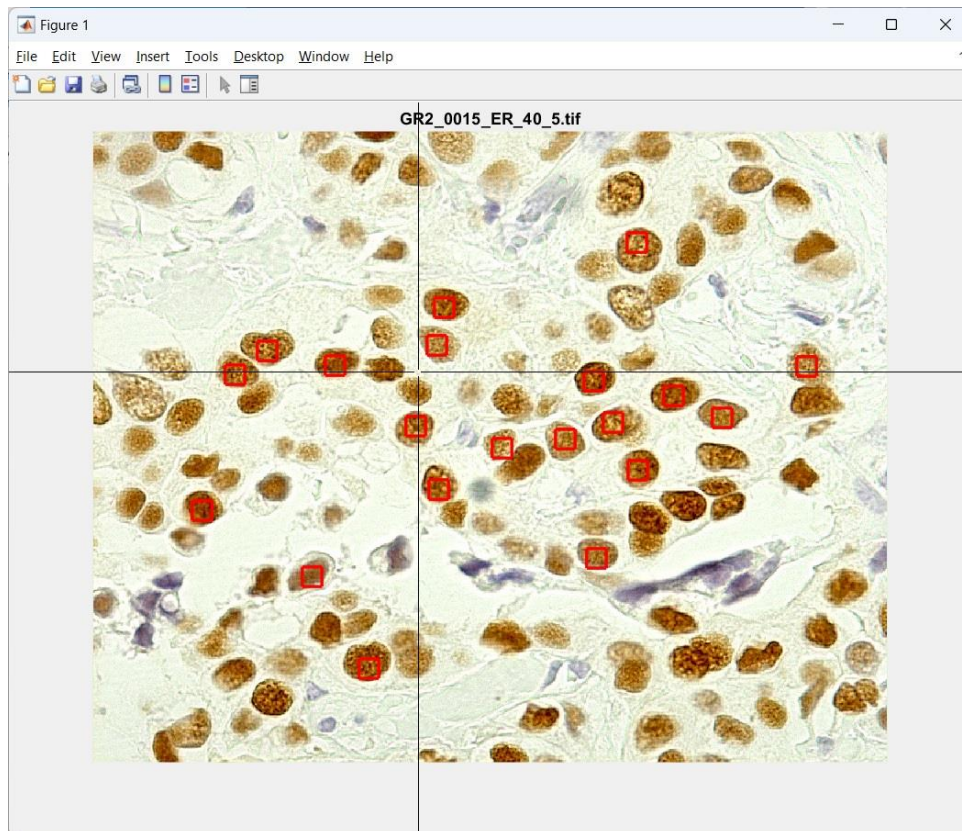 Figure 1
File Edit View Insert Tools Desktop Window Help
GR2_0015_ER_40_5.tif